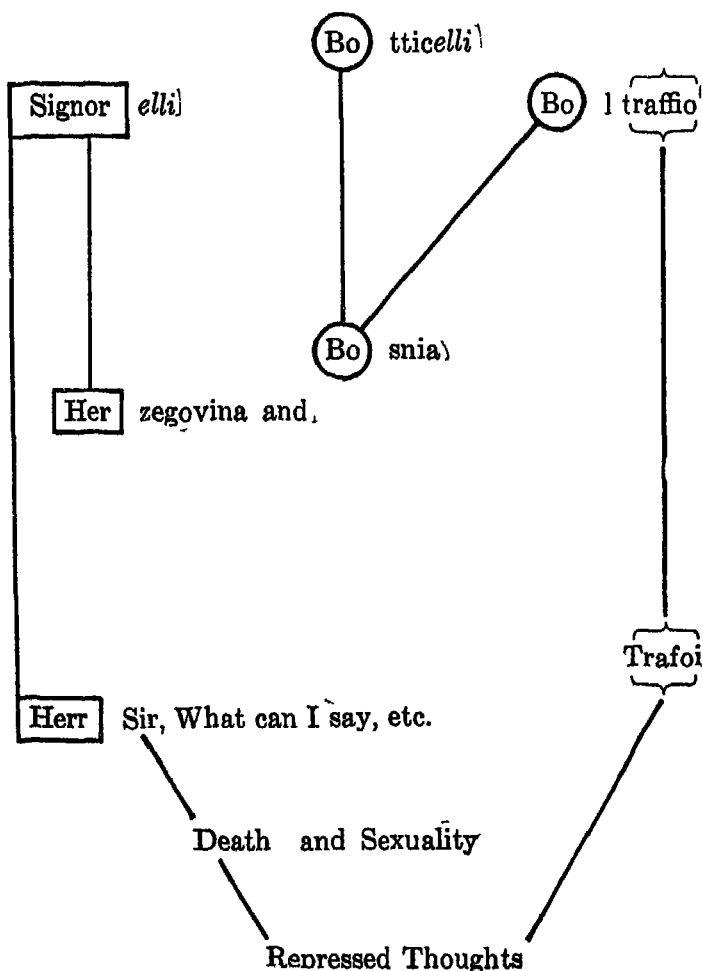 Bo tticelli
Signor elli
Bo l traffio
Bo snia
Her zegovina and
Trafoi
Herr Sir, What can I say, etc.
Death and Sexuality
Repressed Thoughts